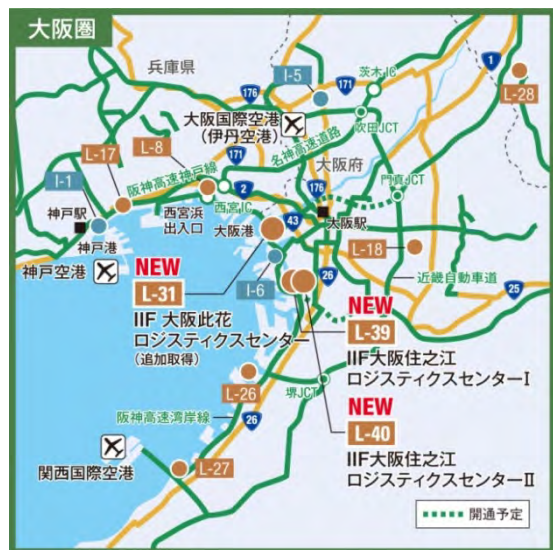 大阪圏
兵庫県
1
I-5
171
茨木JC
176
L-28
大阪国際空港
(伊丹空港)
吹田JCT
L-8
名神高速道路
L-17
171
大阪府
阪神高速神戸線
176
門真JCT
I-1
2
神戸駅
西宮浜
出入口
西宮JC
43
大阪駅
神戸港
大阪港
L-18
神戸空港
NEW
L-31
I-6
26
近畿自動車道
25
IIF 大阪此花
ロジスティクスセンター
(追加取得)
NEW
L-39
IIF大阪住之江
ロジスティクスセンターI
L-26
堺JCT
NEW
L-40
阪神高速湾岸線
26
IIF大阪住之江
ロジスティクスセンターII
関西国際空港
L-27
開通予定